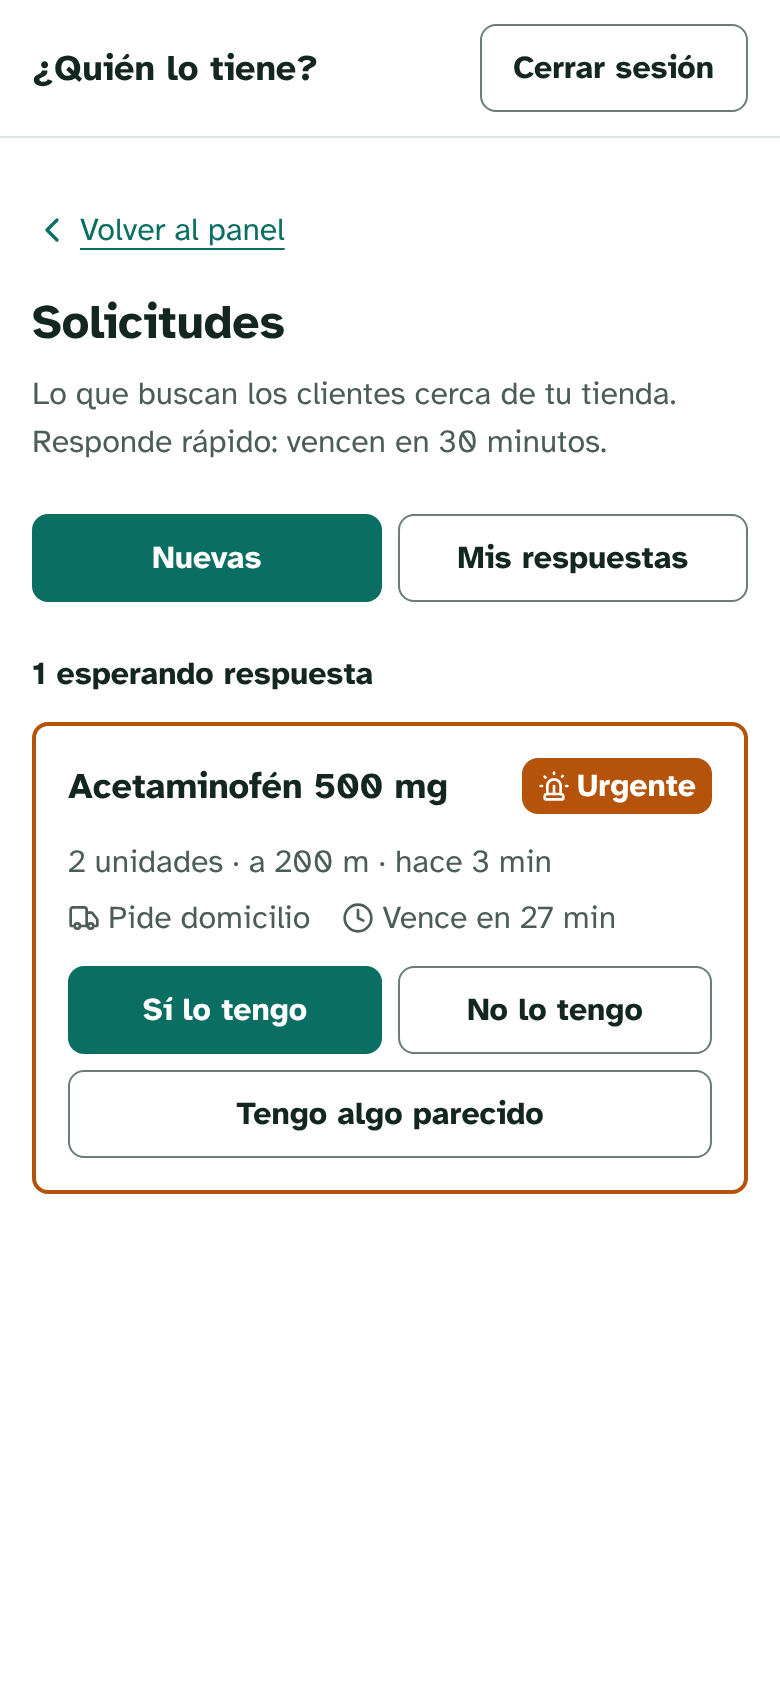 ¿Quién lo tiene?
Cerrar sesión
Volver al panel
Solicitudes
Lo que buscan los clientes cerca de tu tienda.
Responde rápido: vencen en 30 minutos.
Nuevas
Mis respuestas
1 esperando respuesta
Acetaminofén 500 mg
Urgente
2 unidades · a 200 m · hace 3 min
Pide domicilio
Vence en 27 min
Sí lo tengo
No lo tengo
Tengo algo parecido